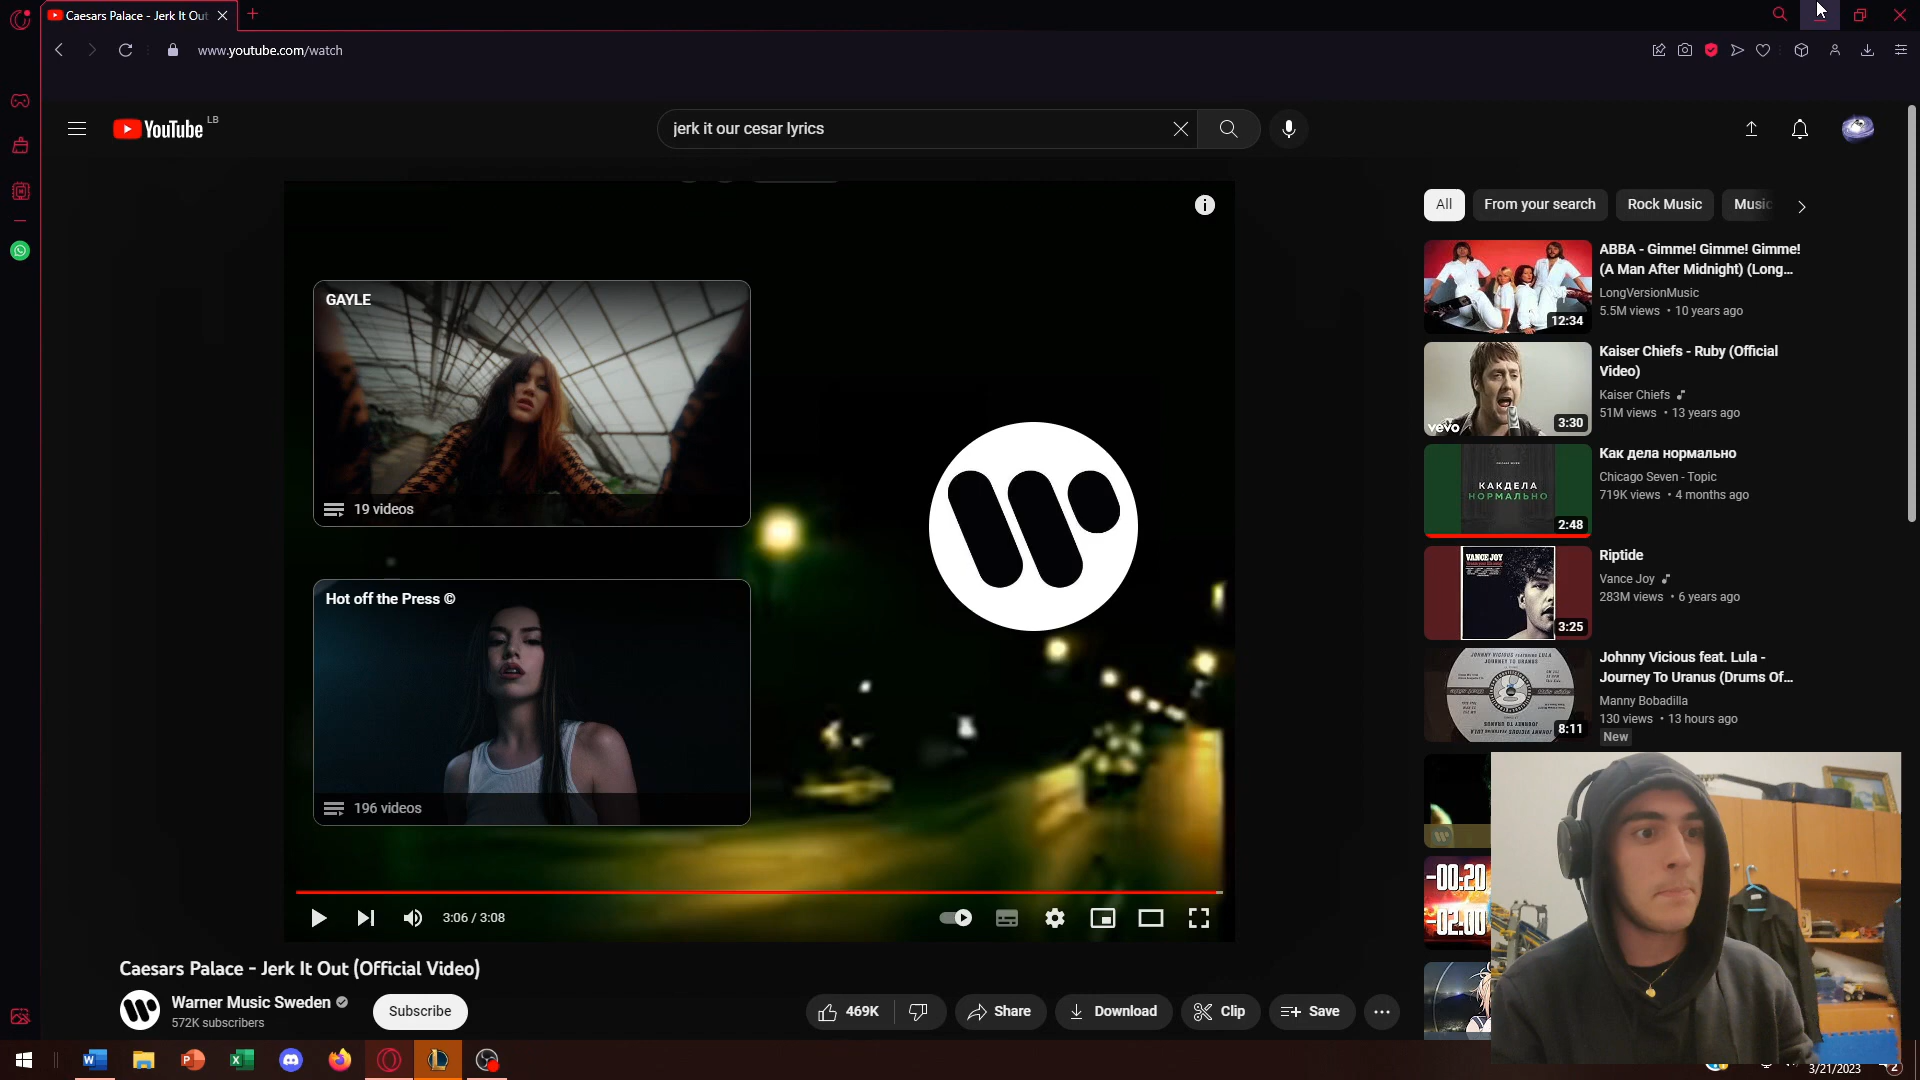 Caesars Palace - Jerk It Out
www.youtube.com/watch
YouTube LB
jerk it our cesar lyrics
All
From your search
Rock Music
Music
GAYLE
19 videos
Hot off the Press ©
196 videos
3:06 / 3:08
ABBA - Gimme! Gimme! Gimme!
(A Man After Midnight) (Long...
LongVersionMusic
5.5M views • 10 years ago
12:34
Kaiser Chiefs - Ruby (Official
Video)
Kaiser Chiefs
51M views • 13 years ago
vevo
3:30
Как дела нормально
Chicago Seven - Topic
719K views • 4 months ago
КАКДЕЛА
НОРМАЛЬНО
2:48
Riptide
Vance Joy
283M views • 6 years ago
VANCE JOY
3:25
Johnny Vicious feat. Lula -
Journey To Uranus (Drums Of...
Manny Bobadilla
130 views • 13 hours ago
New
8:11
-00:20
-02:00
Caesars Palace - Jerk It Out (Official Video)
Warner Music Sweden
572K subscribers
Subscribe
469K
Share
Download
Clip
Save
3/21/2023
2